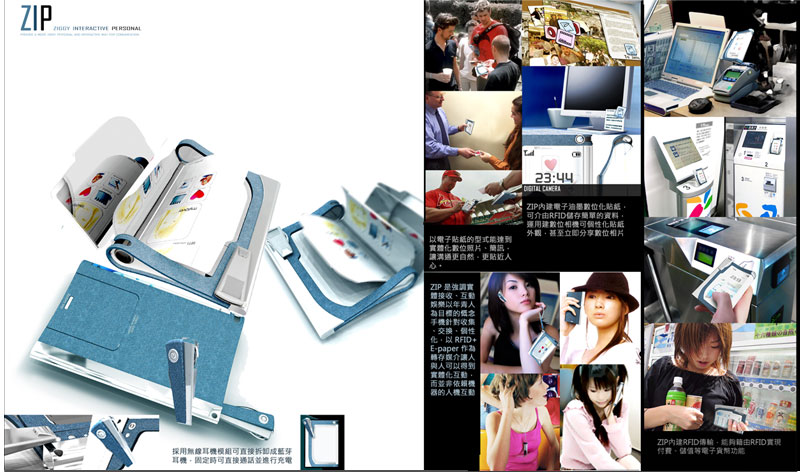 ZIP
ZIGGY INTERACTIVE PERSONAL
採用無線耳機模組可直接拆卸成藍芽
耳機，固定時可直接通話並進行充電
以電子貼紙的型式能達到
實體化數位照片、簡訊，
讓溝通更自然，更貼近人
心。
23:44
DIGITAL CAMERA
ZIP內建電子油墨數位化貼紙，
可介由RFID儲存簡單的資料，
運用建數位相機可個性化貼紙
外觀，甚至立即分享數位相片
ZIP 是強調實
體接收、互動
娛樂以年青人
為目標的概念
手機針對收集
，交換，個性
化，以 RFID+
E-paper 作為
轉存媒介讓人
與人可以得到
實體化互動，
而並非依賴機
器的人機互動
ZIP內建RFID傳輸，能夠藉由RFID實現
付費，儲值等電子貨幣功能